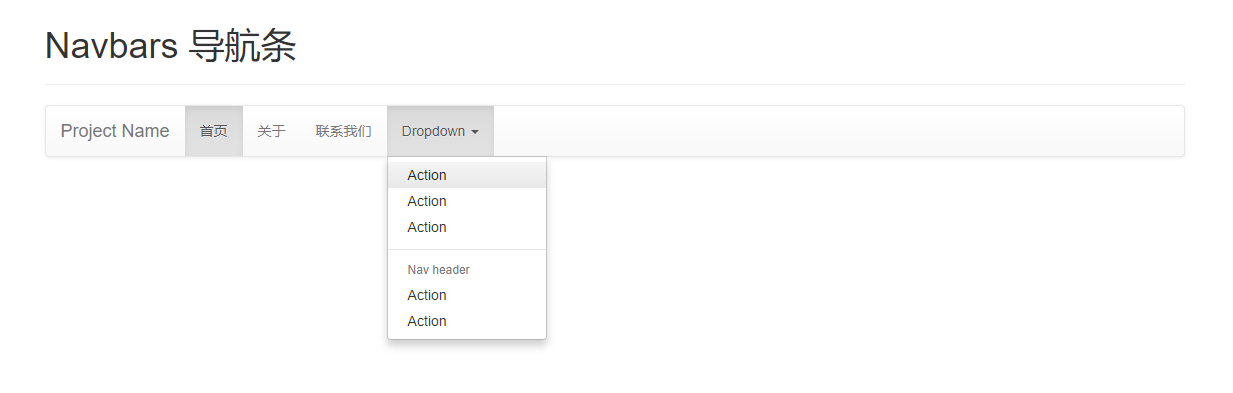 Navbars 导航条
Project Name 首页 关于 联系我们 Dropdown
Action
Action
Action
Nav header
Action
Action